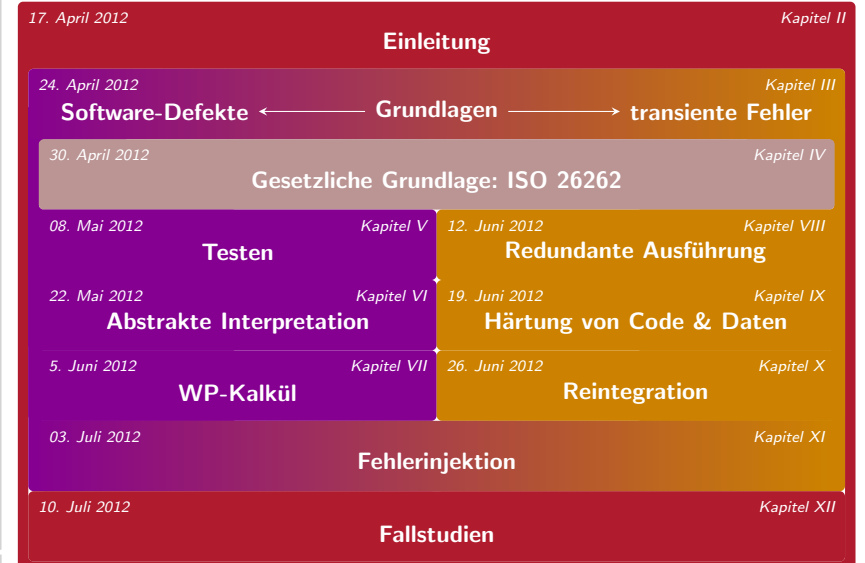 17. April 2012 Kapitel II
Einleitung
24. April 2012 Kapitel III
Software-Defekte Grundlagen transiente Fehler
30. April 2012 Kapitel IV
Gesetzliche Grundlage: ISO 26262
08. Mai 2012 Kapitel V
Testen
12. Juni 2012 Kapitel VIII
Redundante Ausführung
22. Mai 2012 Kapitel VI
Abstrakte Interpretation
19. Juni 2012 Kapitel IX
Härtung von Code & Daten
5. Juni 2012 Kapitel VII
WP-Kalkül
26. Juni 2012 Kapitel X
Reintegration
03. Juli 2012 Kapitel XI
Fehlerinjektion
10. Juli 2012 Kapitel XII
Fallstudien